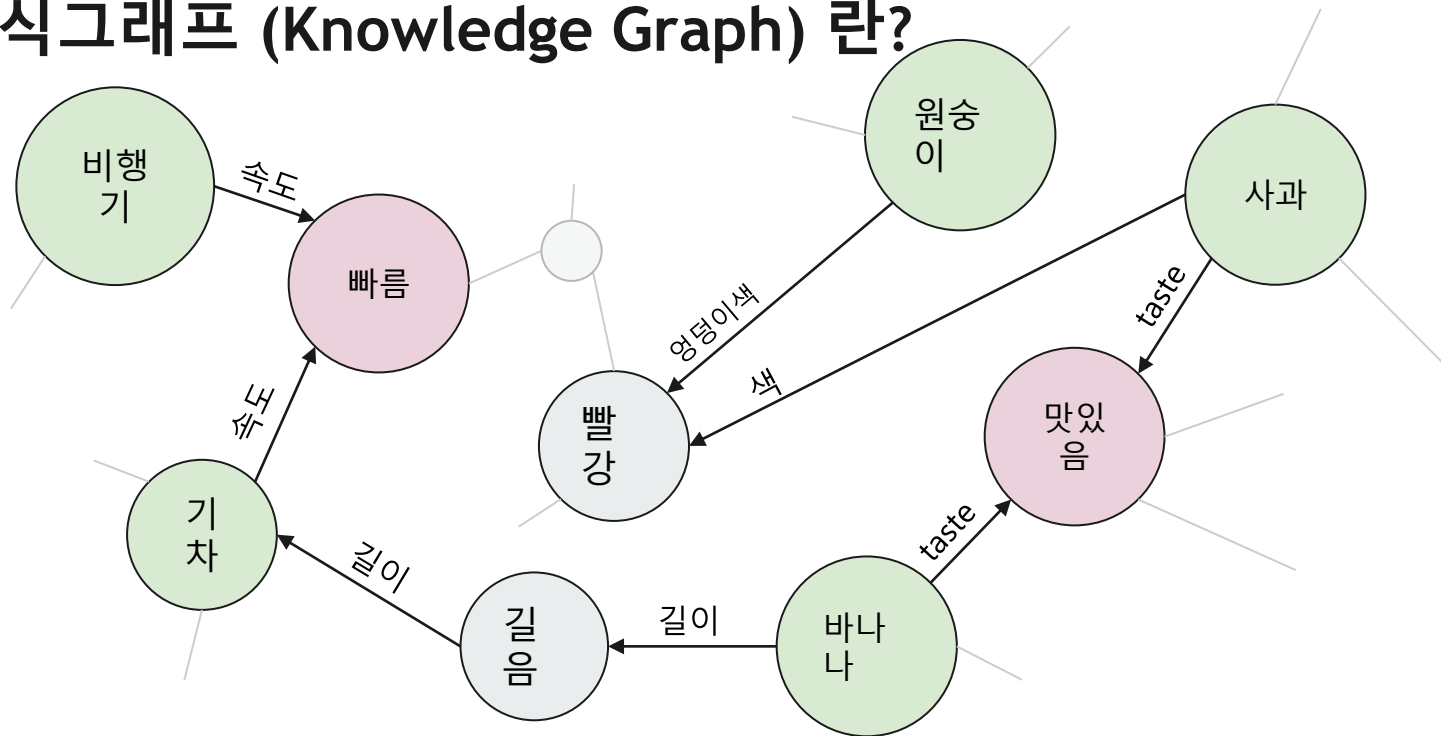 식그래프 (Knowledge Graph) 란?
원숭
이
비행
기
속도
사과
빠름
taste
엉덩이색
색
속도
빨
강
맛있
음
기
차
taste
길이
길
음
길이
바나
나